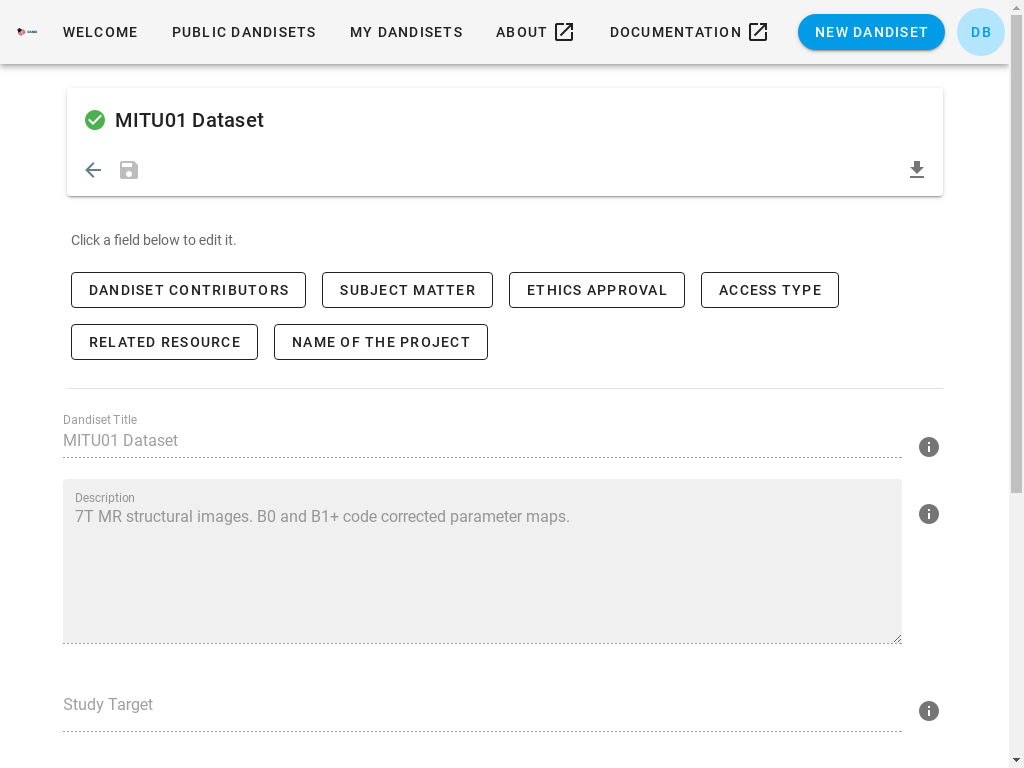 WELCOME PUBLIC DANDISETS MY DANDISETS ABOUT DOCUMENTATION NEW DANDISET DB
MITU01 Dataset
Click a field below to edit it.
DANDISET CONTRIBUTORS SUBJECT MATTER ETHICS APPROVAL ACCESS TYPE
RELATED RESOURCE NAME OF THE PROJECT
Dandiset Title
MITU01 Dataset
Description
7T MR structural images. B0 and B1+ code corrected parameter maps.
Study Target